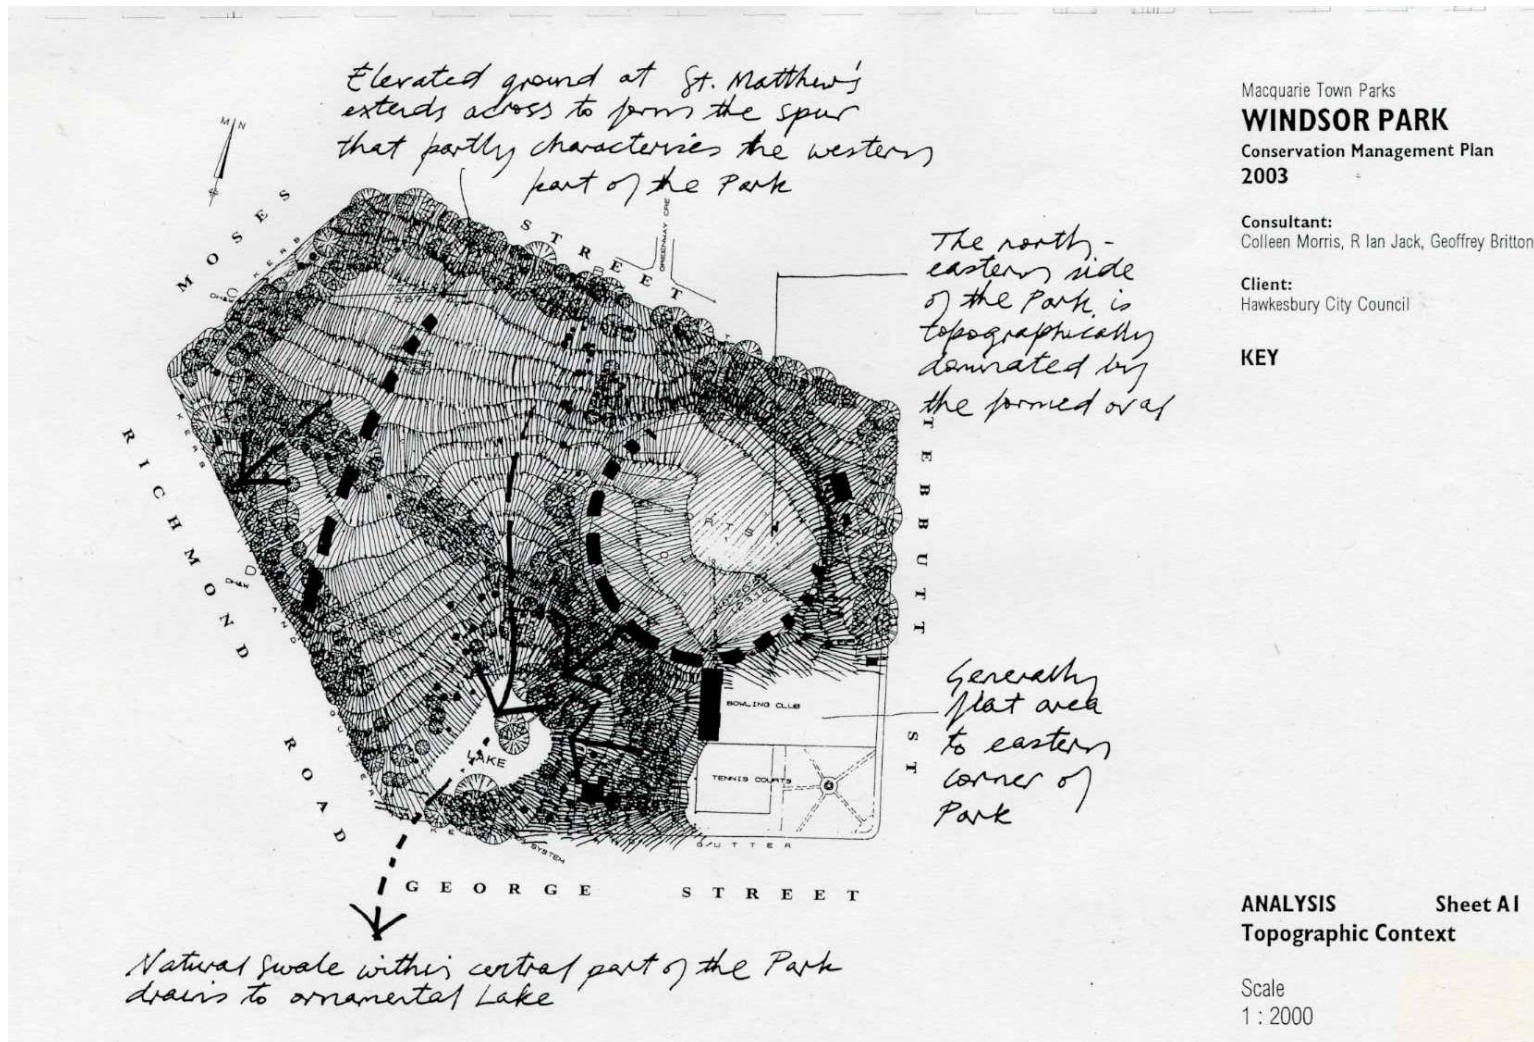 Elevated ground at St. Matthew's
extends across to form the spur
that partly characterises the western
part of the Park
M N
MOSES STREET
GREENWAY CRE
The north-
eastern side
of the Park is
topographically
dominated by
the formed oval
RICHMOND ROAD
TEBBUTT ST
BOWLING CLUB
TENNIS COURTS
LAKE
Generally
flat area
to eastern
corner of
Park
SYSTEM
GUTTER
GEORGE STREET
Natural swale within central part of the Park
drains to ornamental Lake
Macquarie Town Parks
WINDSOR PARK
Conservation Management Plan
2003
Consultant:
Colleen Morris, R Ian Jack, Geoffrey Britton
Client:
Hawkesbury City Council
KEY
ANALYSIS Sheet A1
Topographic Context
Scale
1 : 2000